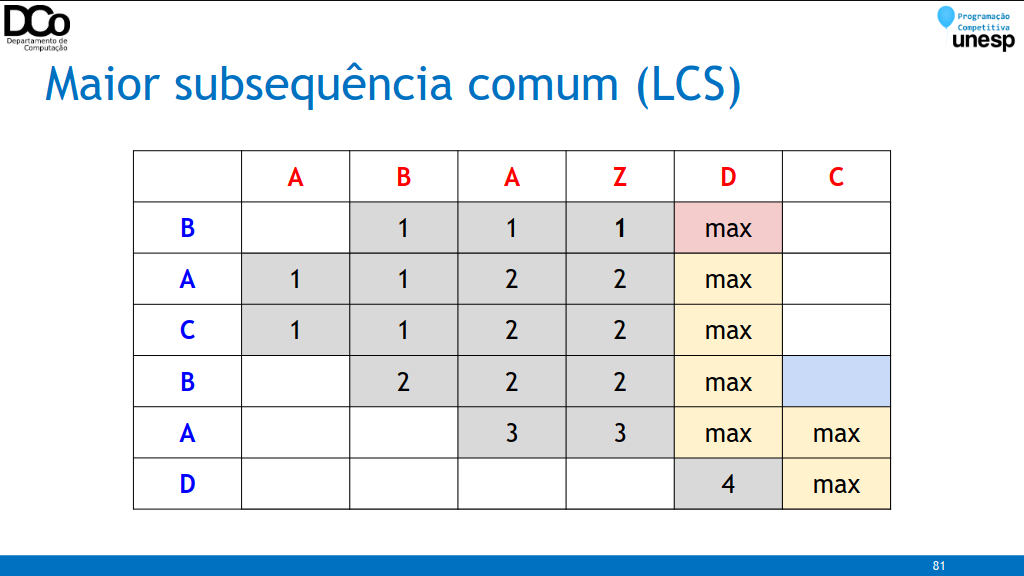 DCo
Departamento de
Computação
Programação
Competitiva
unesp
Maior subsequência comum (LCS)
A B A Z D C
B 1 1 1 max
A 1 1 2 2 max
C 1 1 2 2 max
B 2 2 2 max
A 3 3 max max
D 4 max
81